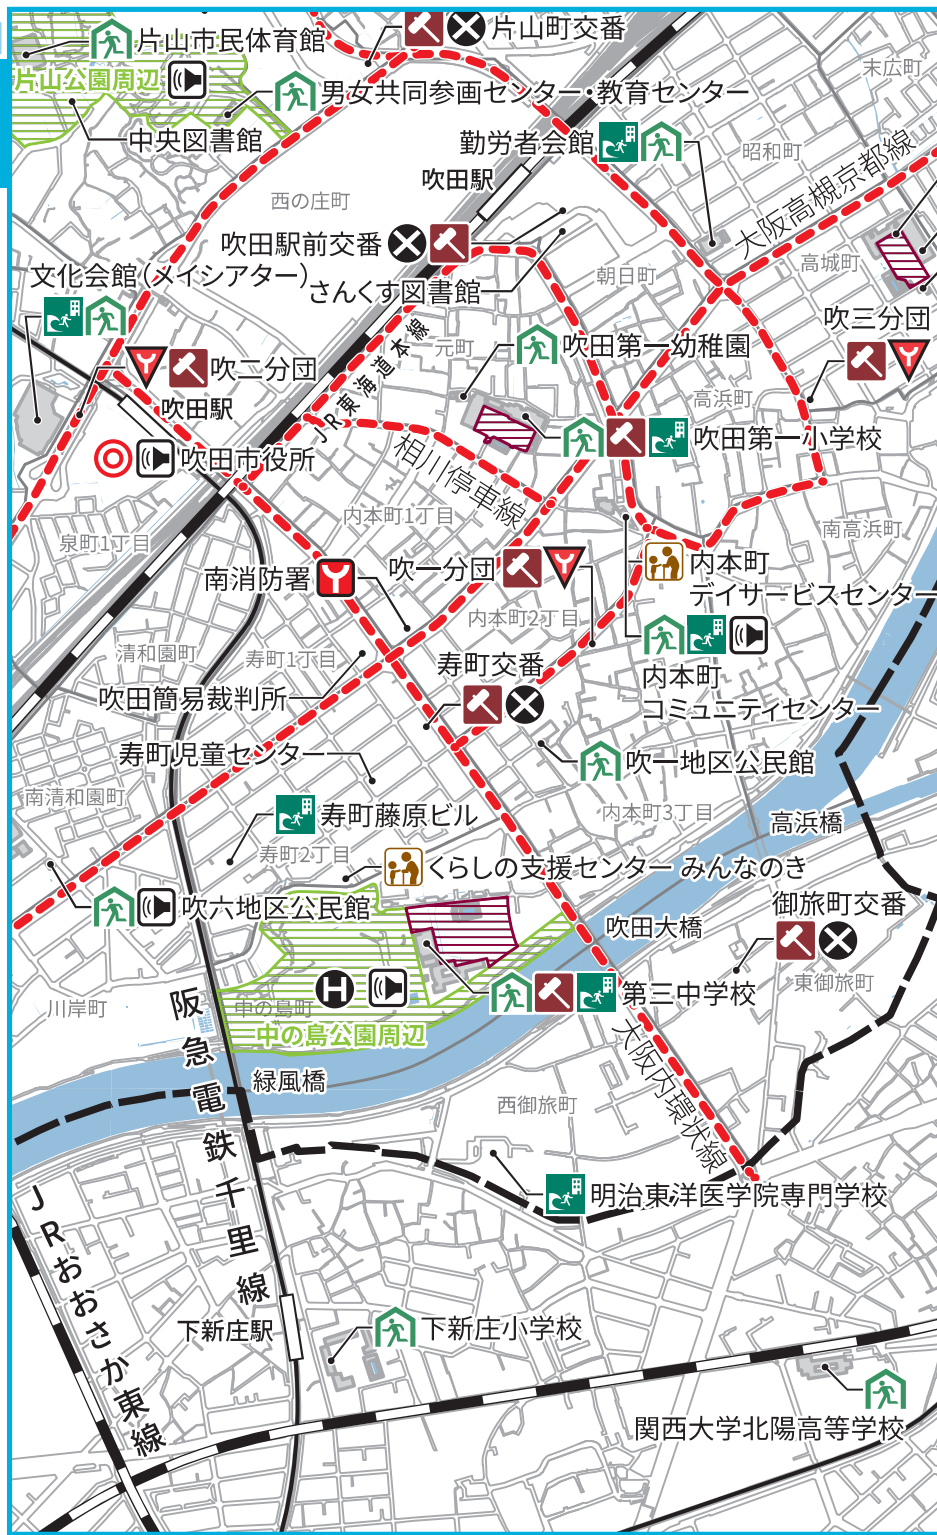 片山市民体育館
片山町交番
末広町
片山公園周辺
男女共同参画センター・教育センター
中央図書館
勤労者会館
昭和町
吹田駅
西の庄町
大阪高槻京都線
吹田駅前交番
高城町
文化会館（メイシアター）
さんくす図書館
朝日町
吹三分団
JR東海道本線
元町
吹田第一幼稚園
吹二分団
高浜町
吹田駅
吹田第一小学校
吹田市役所
相川停車線
内本町1丁目
南高浜町
泉町1丁目
南消防署
吹一分団
内本町
デイサービスセンター
内本町2丁目
清和園町
寿町1丁目
寿町交番
内本町
コミュニティセンター
吹田簡易裁判所
寿町児童センター
吹一地区公民館
南清和園町
寿町藤原ビル
内本町3丁目
高浜橋
寿町2丁目
くらしの支援センター みんなのき
吹六地区公民館
御旅町交番
吹田大橋
東御旅町
川岸町
中の島町
第三中学校
中の島公園周辺
大阪内環状線
阪急電鉄千里線
緑風橋
西御旅町
明治東洋医学院専門学校
JRおおさか東線
下新庄駅
下新庄小学校
関西大学北陽高等学校